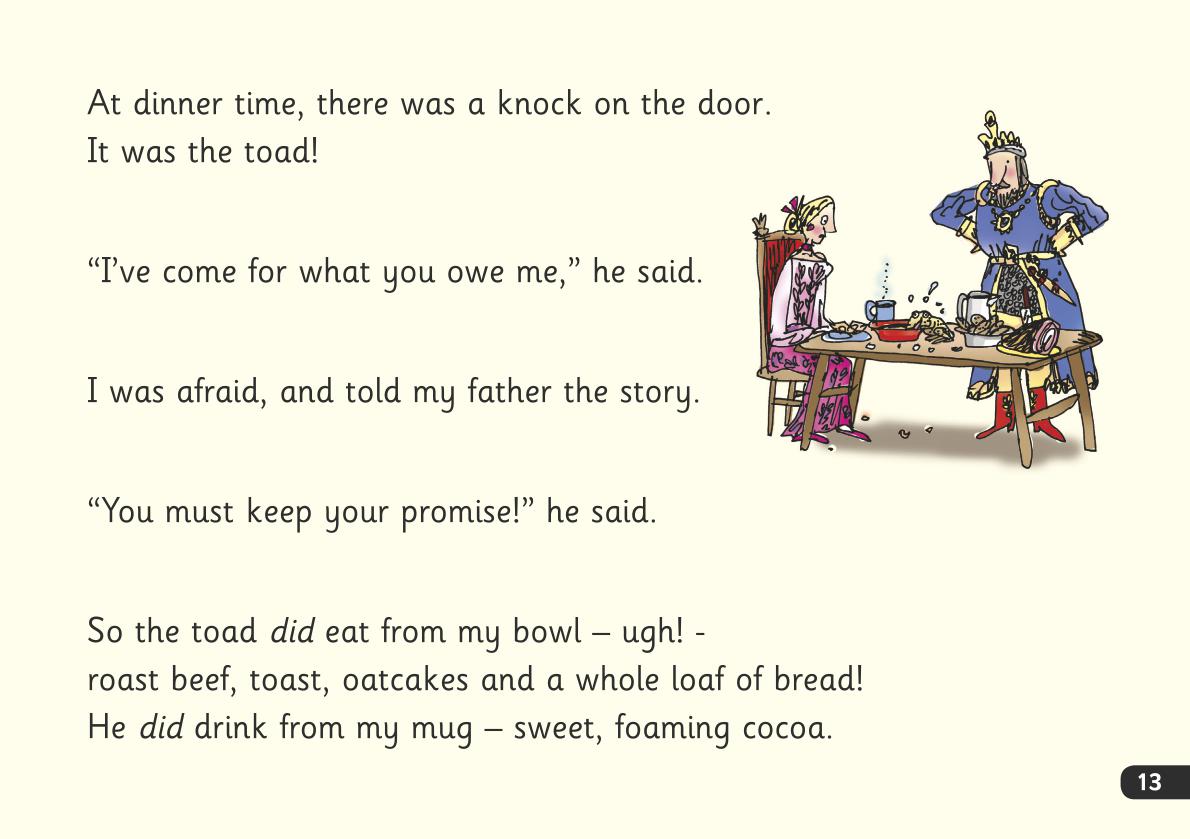 At dinner time, there was a knock on the door.
It was the toad!
“I’ve come for what you owe me,” he said.
I was afraid, and told my father the story.
“You must keep your promise!” he said.
So the toad did eat from my bowl – ugh! -
roast beef, toast, oatcakes and a whole loaf of bread!
He did drink from my mug – sweet, foaming cocoa.
13